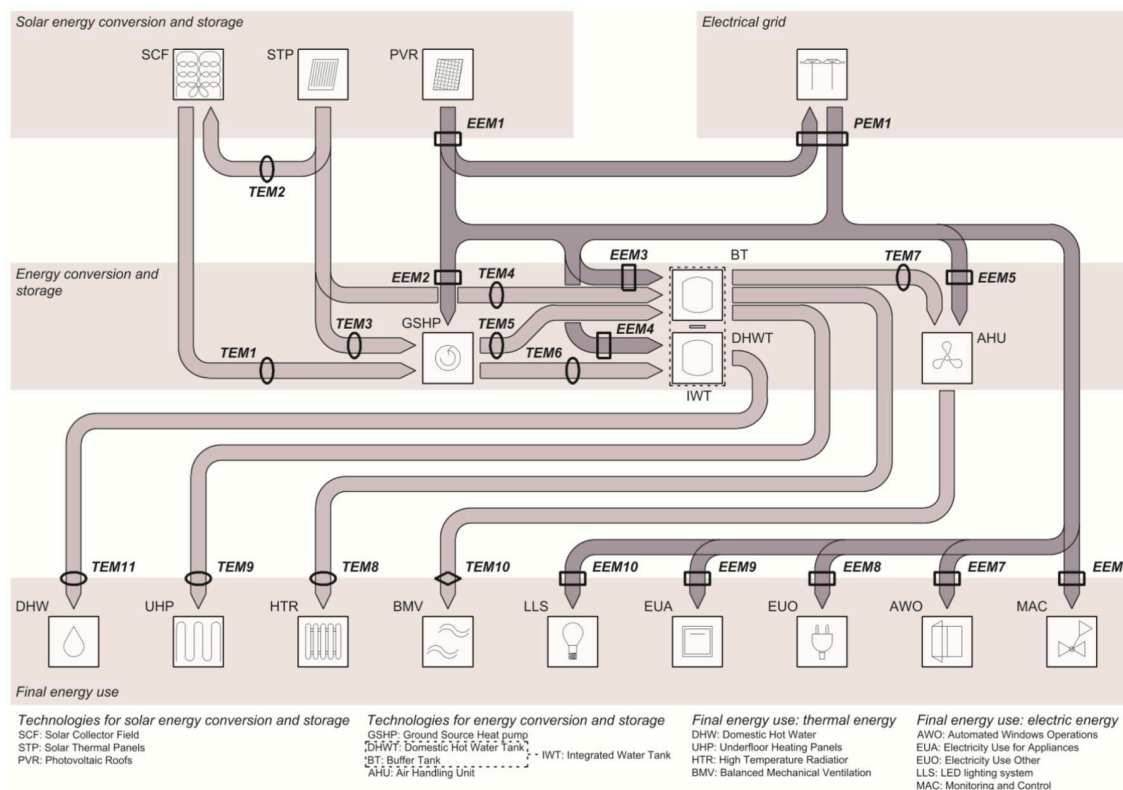 Solar energy conversion and storage
Electrical grid
SCF
STP
PVR
EEM1
PEM1
TEM2
Energy conversion and
storage
EEM2
TEM4
EEM3
BT
TEM7
EEM5
TEM3
GSHP
TEM5
EEM4
DHWT
AHU
TEM1
TEM6
IWT
TEM11
TEM9
TEM8
TEM10
EEM10
EEM9
EEM8
EEM7
EEM
DHW
UHP
HTR
BMV
LLS
EUA
EUO
AWO
MAC
Final energy use
Technologies for solar energy conversion and storage
SCF: Solar Collector Field
STP: Solar Thermal Panels
PVR: Photovoltaic Roofs
Technologies for energy conversion and storage
GSHP: Ground Source Heat pump
DHWT: Domestic Hot Water Tank
BT: Buffer Tank
IWT: Integrated Water Tank
AHU: Air Handling Unit
Final energy use: thermal energy
DHW: Domestic Hot Water
UHP: Underfloor Heating Panels
HTR: High Temperature Radiatior
BMV: Balanced Mechanical Ventilation
Final energy use: electric energy
AWO: Automated Windows Operations
EUA: Electricity Use for Appliances
EUO: Electricity Use Other
LLS: LED lighting system
MAC: Monitoring and Control